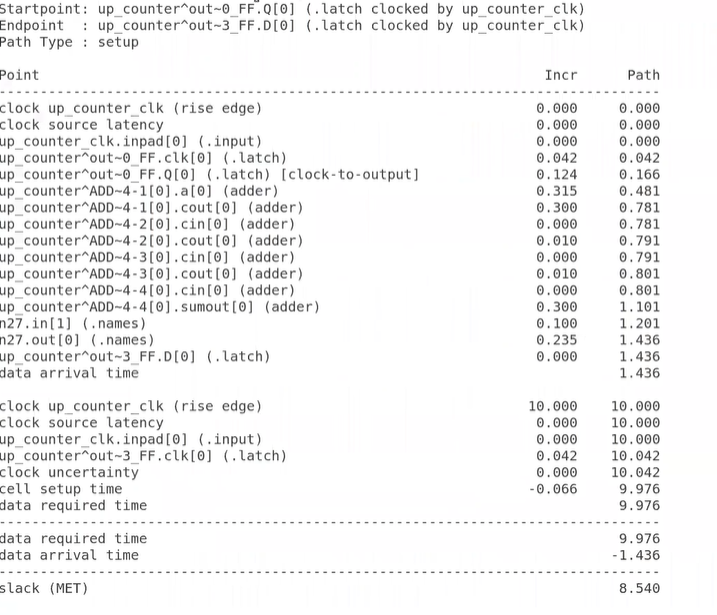 Startpoint: up_counter^out~0_FF.Q[0] (.latch clocked by up_counter_clk)
Endpoint  : up_counter^out~3_FF.D[0] (.latch clocked by up_counter_clk)
Path Type : setup
Point                                                             Incr      Path
--------------------------------------------------------------------------------
clock up_counter_clk (rise edge)                                 0.000     0.000
clock source latency                                             0.000     0.000
up_counter_clk.inpad[0] (.input)                                 0.000     0.000
up_counter^out~0_FF.clk[0] (.latch)                              0.042     0.042
up_counter^out~0_FF.Q[0] (.latch) [clock-to-output]              0.124     0.166
up_counter^ADD~4-1[0].a[0] (adder)                               0.315     0.481
up_counter^ADD~4-1[0].cout[0] (adder)                            0.300     0.781
up_counter^ADD~4-2[0].cin[0] (adder)                             0.000     0.781
up_counter^ADD~4-2[0].cout[0] (adder)                            0.010     0.791
up_counter^ADD~4-3[0].cin[0] (adder)                             0.000     0.791
up_counter^ADD~4-3[0].cout[0] (adder)                            0.010     0.801
up_counter^ADD~4-4[0].cin[0] (adder)                             0.000     0.801
up_counter^ADD~4-4[0].sumout[0] (adder)                          0.300     1.101
n27.in[1] (.names)                                               0.100     1.201
n27.out[0] (.names)                                              0.235     1.436
up_counter^out~3_FF.D[0] (.latch)                                0.000     1.436
data arrival time                                                          1.436
clock up_counter_clk (rise edge)                                10.000    10.000
clock source latency                                             0.000    10.000
up_counter_clk.inpad[0] (.input)                                 0.000    10.000
up_counter^out~3_FF.clk[0] (.latch)                              0.042    10.042
clock uncertainty                                                0.000    10.042
cell setup time                                                 -0.066     9.976
data required time                                                         9.976
--------------------------------------------------------------------------------
data required time                                                         9.976
data arrival time                                                         -1.436
--------------------------------------------------------------------------------
slack (MET)                                                                8.540